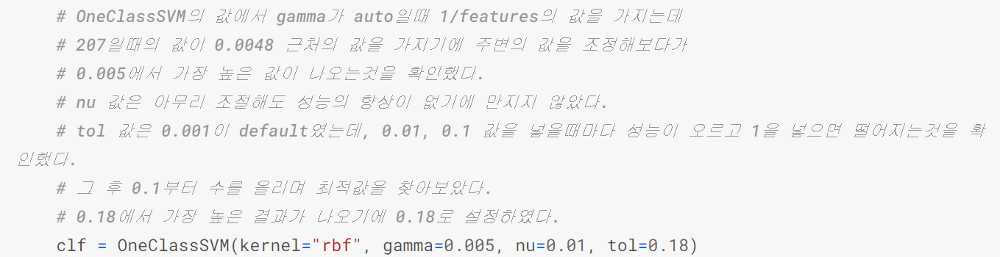 # OneClassSVM의 값에서 gamma가 auto일때 1/features의 값을 가지는데
# 207일때의 값이 0.0048 근처의 값을 가지기에 주변의 값을 조정해보다가
# 0.005에서 가장 높은 값이 나오는것을 확인했다.
# nu 값은 아무리 조절해도 성능의 향상이 없기에 만지지 않았다.
# tol 값은 0.001이 default였는데, 0.01, 0.1 값을 넣을때마다 성능이 오르고 1을 넣으면 떨어지는것을 확
인했다.
# 그 후 0.1부터 수를 올리며 최적값을 찾아보았다.
# 0.18에서 가장 높은 결과가 나오기에 0.18로 설정하였다.
clf = OneClassSVM(kernel="rbf", gamma=0.005, nu=0.01, tol=0.18)